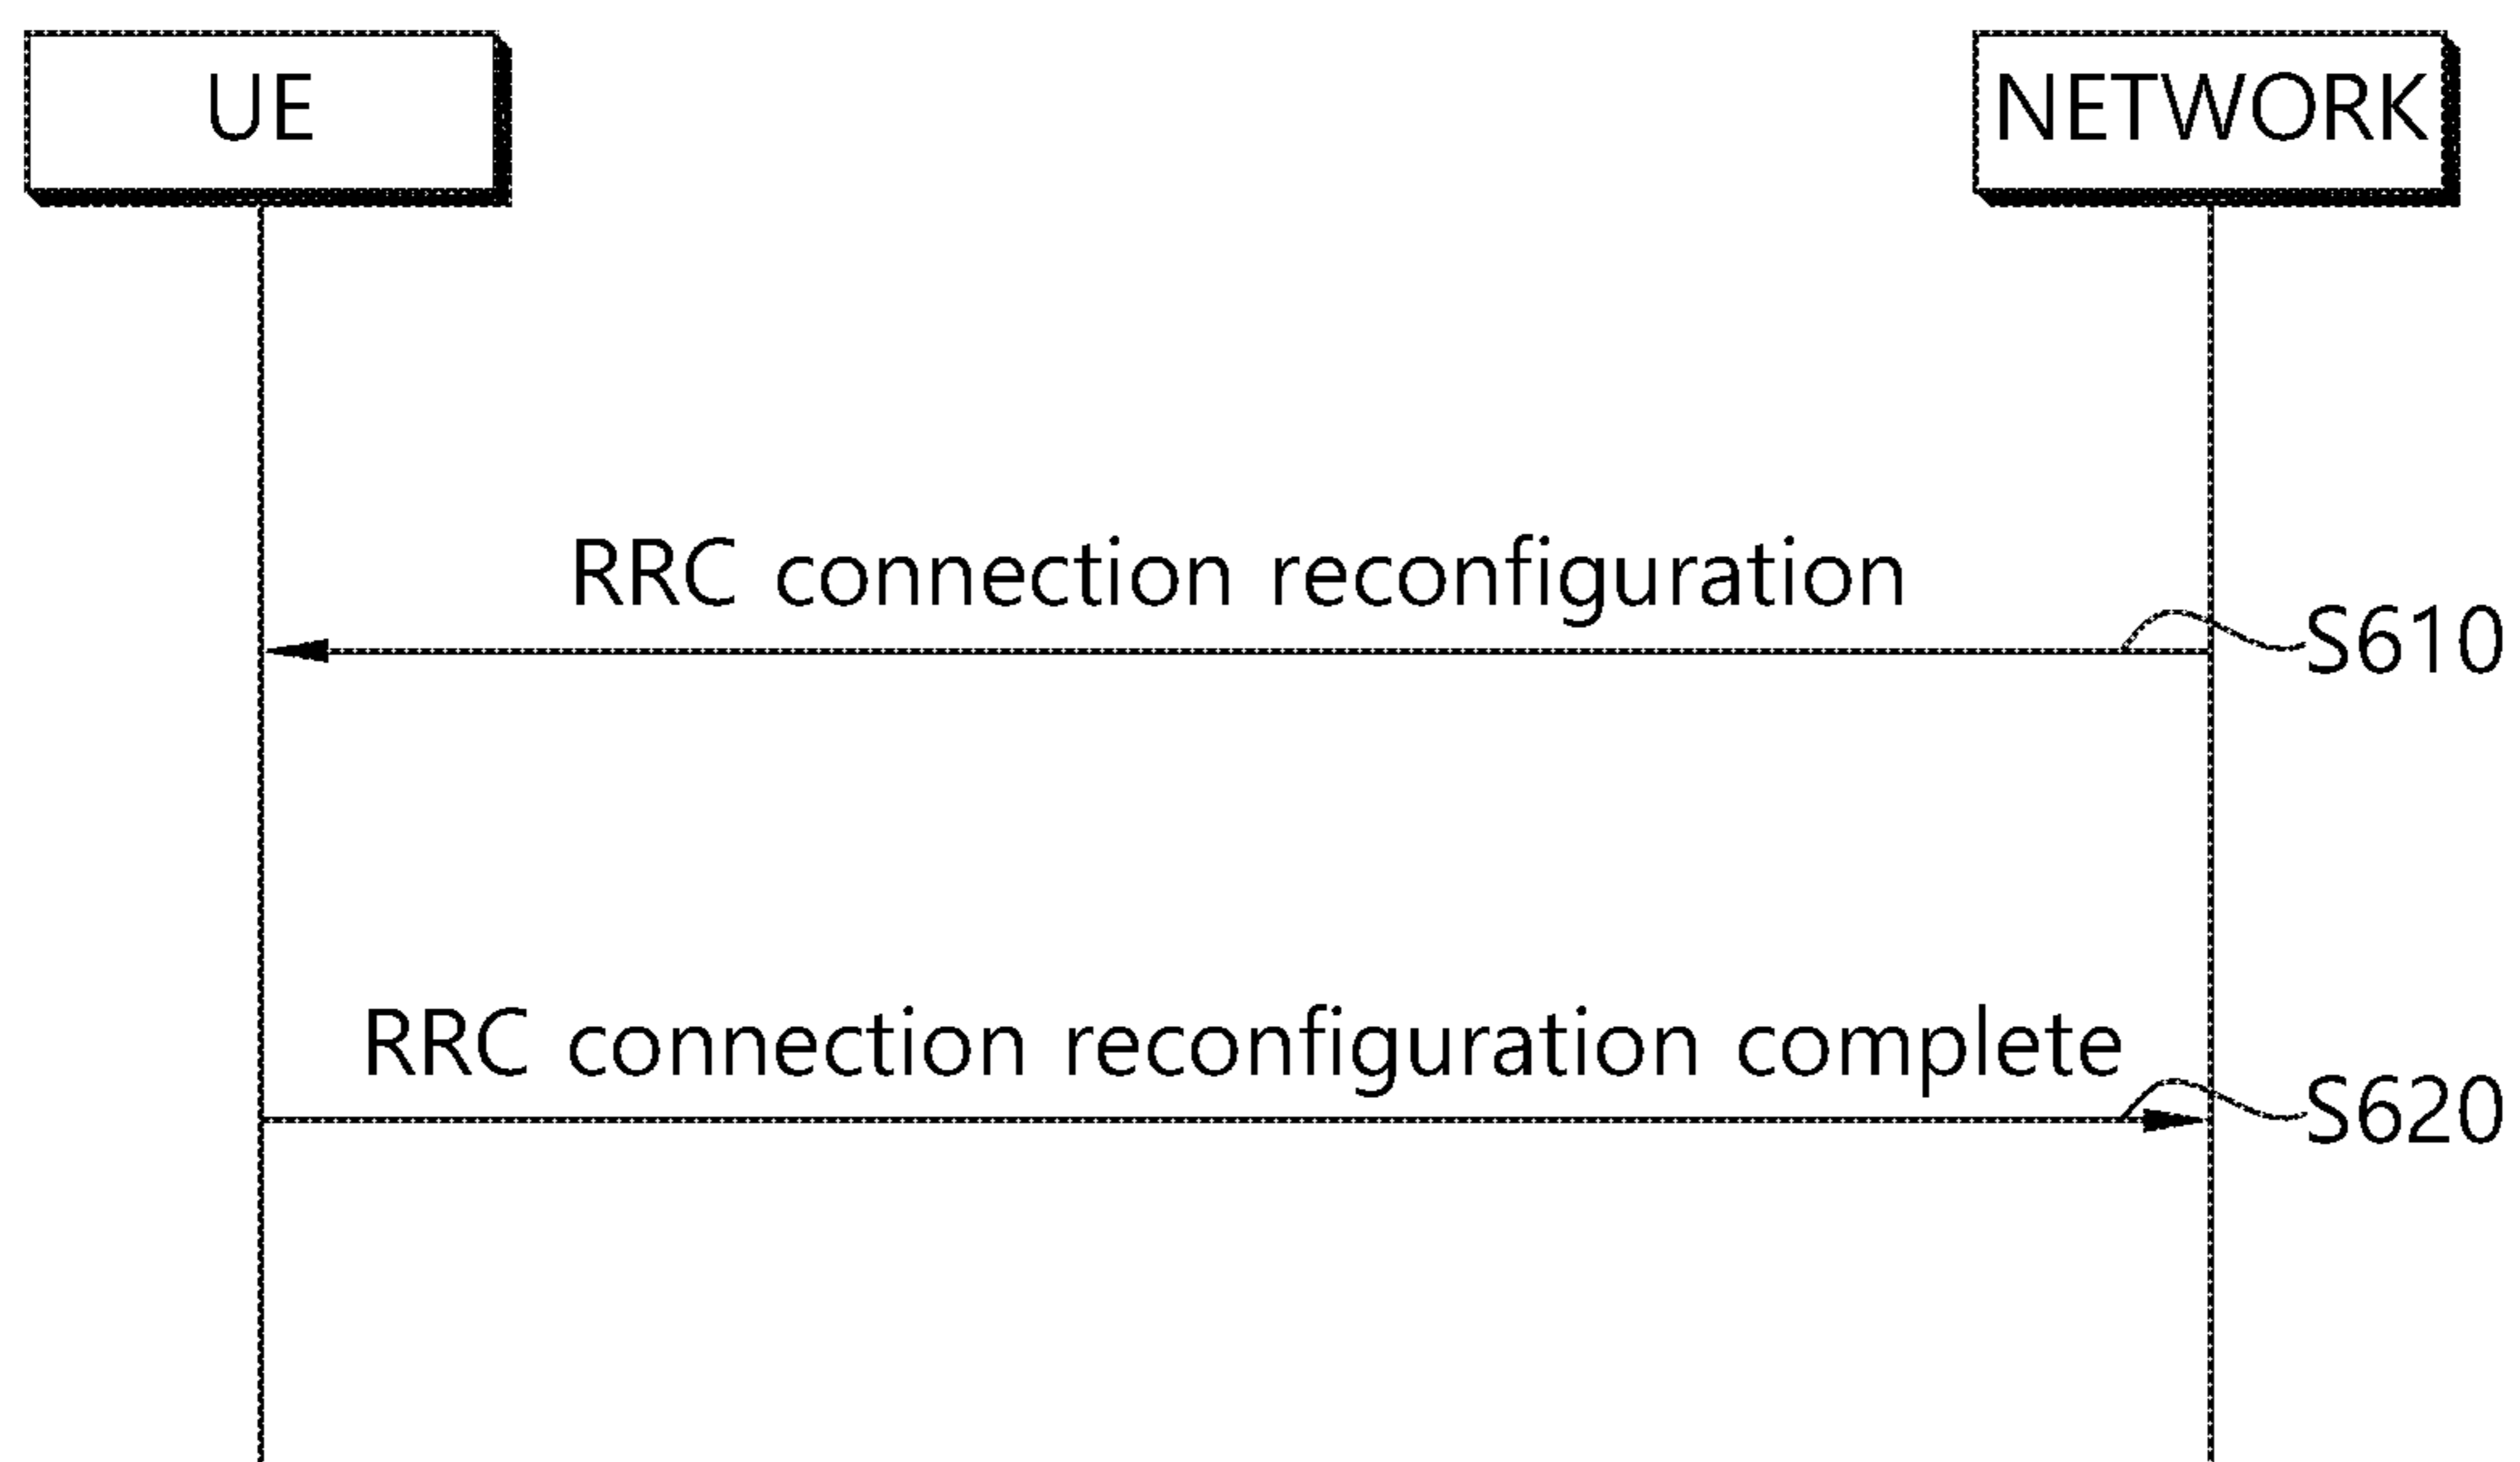 UE
NETWORK
RRC connection reconfiguration
S610
RRC connection reconfiguration complete
S620